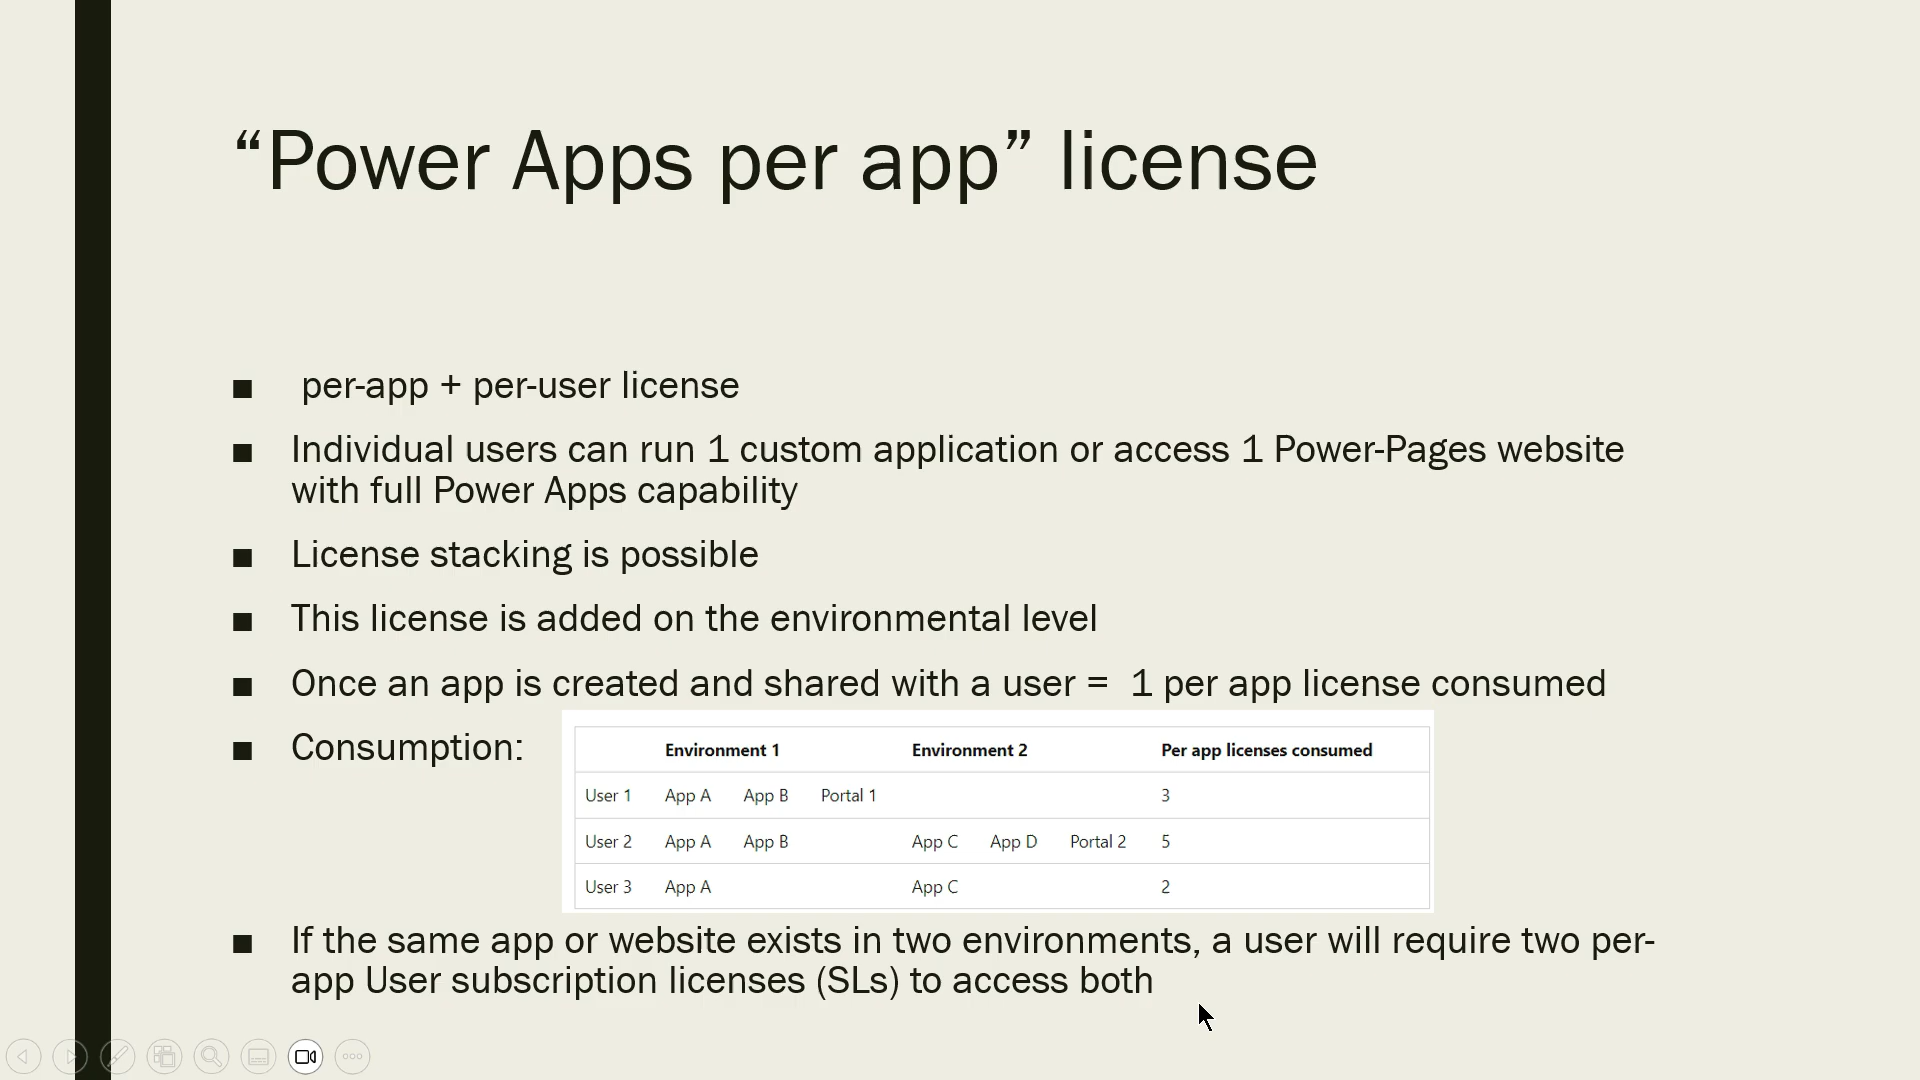 “Power Apps per app” license
■ per-app + per-user license
■ Individual users can run 1 custom application or access 1 Power-Pages website
with full Power Apps capability
■ License stacking is possible
■ This license is added on the environmental level
■ Once an app is created and shared with a user = 1 per app license consumed
■ Consumption:
Environment 1 Environment 2 Per app licenses consumed
User 1 App A App B Portal 1 3
User 2 App A App B App C App D Portal 2 5
User 3 App A App C 2
■ If the same app or website exists in two environments, a user will require two per-
app User subscription licenses (SLs) to access both